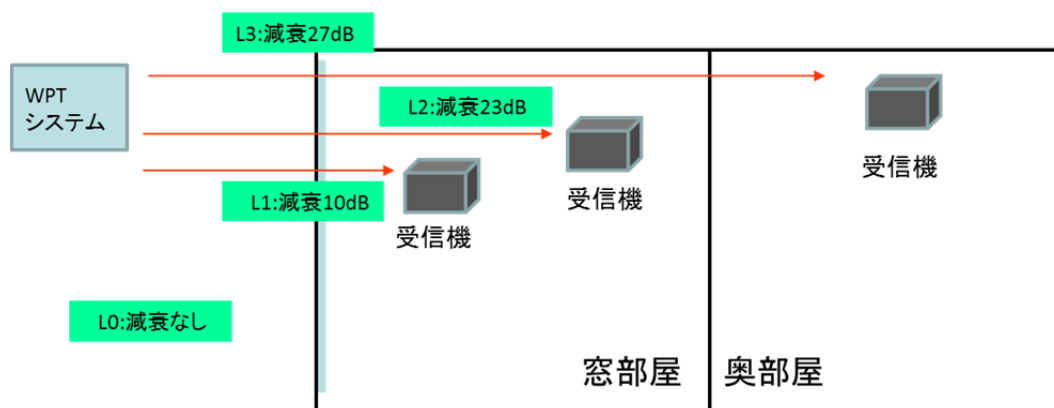 L3:減衰27dB
WPT
システム
L2:減衰23dB
受信機
受信機
L1:減衰10dB
受信機
L0:減衰なし
窓部屋
奥部屋